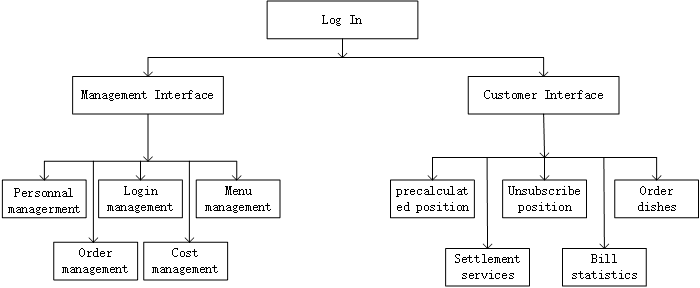 Log In
Management Interface
Customer Interface
Personnal
managerment
Login
management
Menu
management
precalculat
ed position
Unsubscribe
position
Order
dishes
Order
management
Cost
management
Settlement
services
Bill
statistics